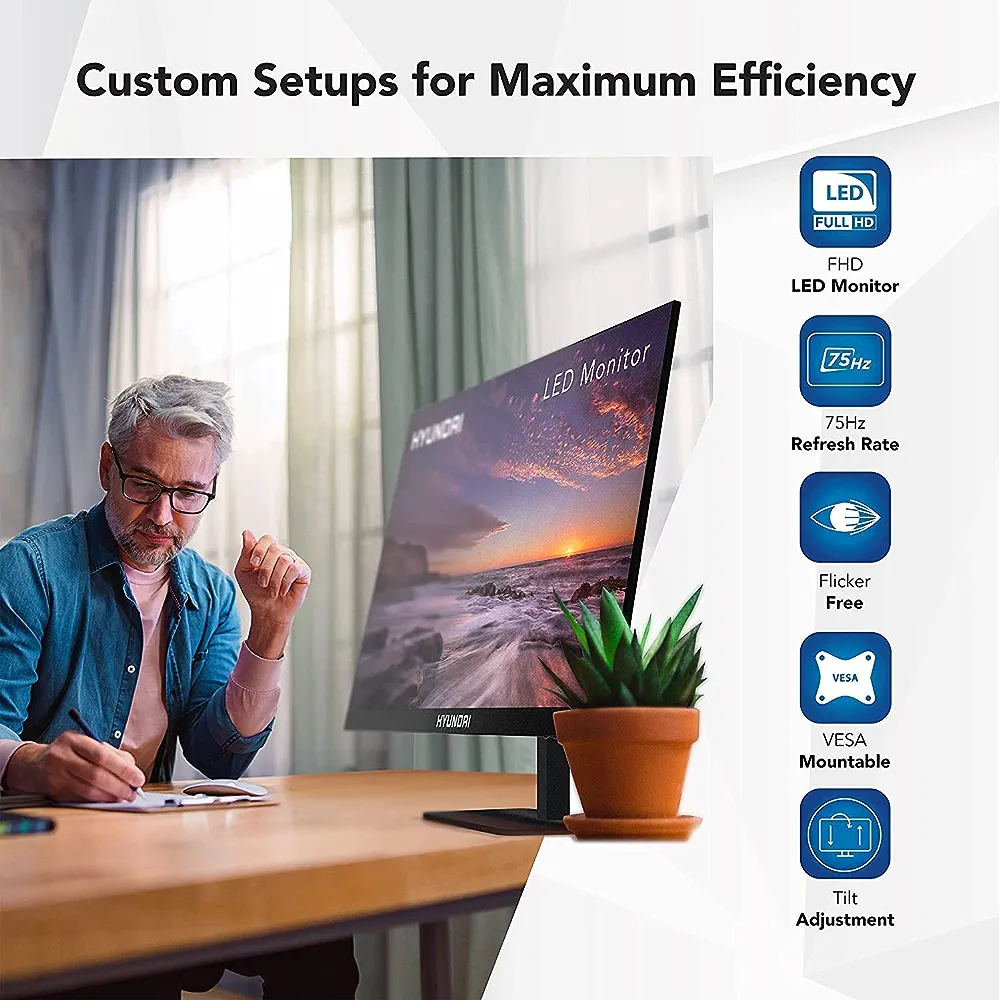 Custom Setups for Maximum Efficiency
LED Monitor
HYUNDAI
HYUNDAI
LED
FULL HD
FHD
LED Monitor
75Hz
75Hz
Refresh Rate
Flicker
Free
VESA
VESA
Mountable
Tilt
Adjustment